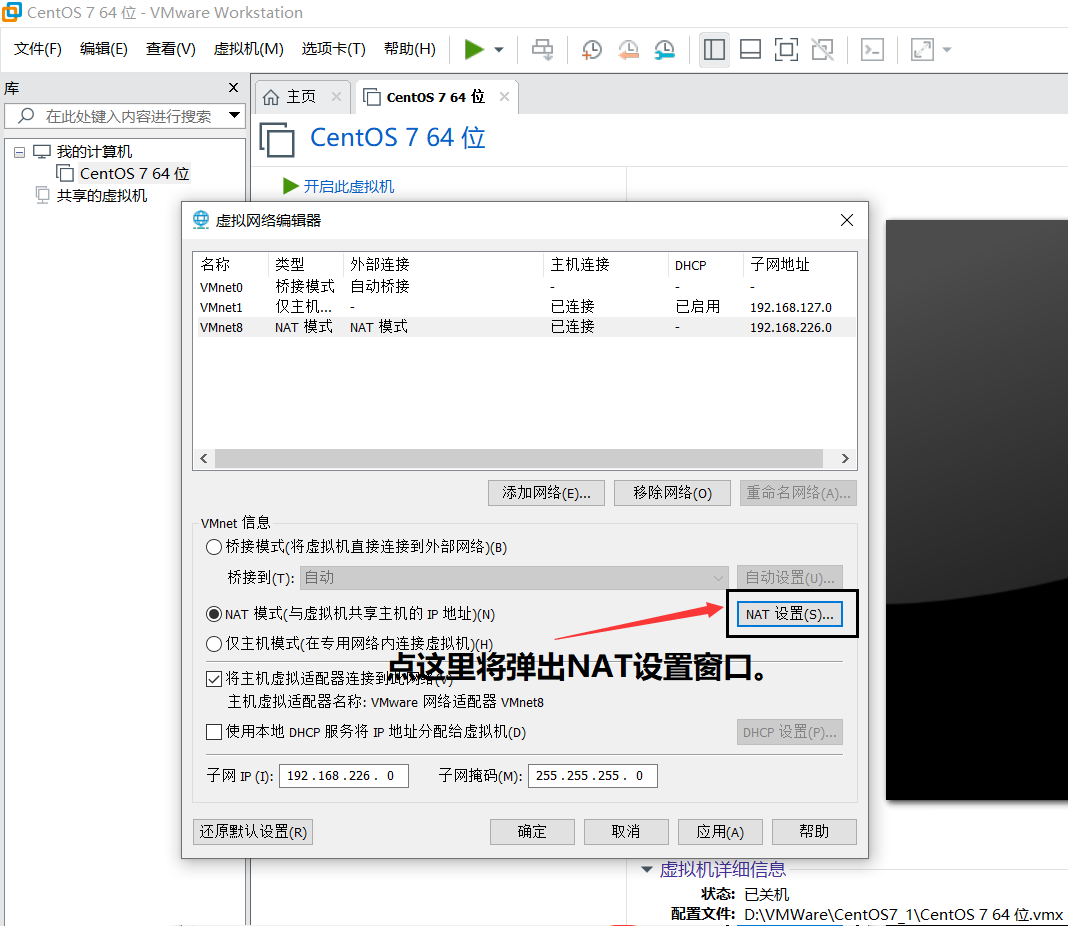 CentOS 7 64 位 - VMware Workstation
文件(F) 编辑(E) 查看(V) 虚拟机(M) 选项卡(T) 帮助(H)
库
在此处键入内容进行搜索
我的计算机
CentOS 7 64 位
共享的虚拟机
主页 CentOS 7 64 位
CentOS 7 64 位
开启此虚拟机
虚拟网络编辑器
名称 类型 外部连接 主机连接 DHCP 子网地址
VMnet0 桥接模式 自动桥接 - - -
VMnet1 仅主机... - 已连接 已启用 192.168.127.0
VMnet8 NAT 模式 NAT 模式 已连接 - 192.168.226.0
添加网络(E)... 移除网络(O) 重命名网络(A)...
VMnet 信息
桥接模式(将虚拟机直接连接到外部网络)(B)
桥接到(T): 自动 自动设置(U)...
NAT 模式(与虚拟机共享主机的 IP 地址)(N) NAT 设置(S)...
仅主机模式(在专用网络内连接虚拟机)(H)
点这里将弹出NAT设置窗口。
将主机虚拟适配器连接到此网络(V)
主机虚拟适配器名称: VMware 网络适配器 VMnet8
使用本地 DHCP 服务将 IP 地址分配给虚拟机(D) DHCP 设置(P)...
子网 IP (I): 192.168.226. 0 子网掩码(M): 255.255.255. 0
还原默认设置(R) 确定 取消 应用(A) 帮助
虚拟机详细信息
状态: 已关机
配置文件: D:\VMWare\CentOS7_1\CentOS 7 64 位.vmx